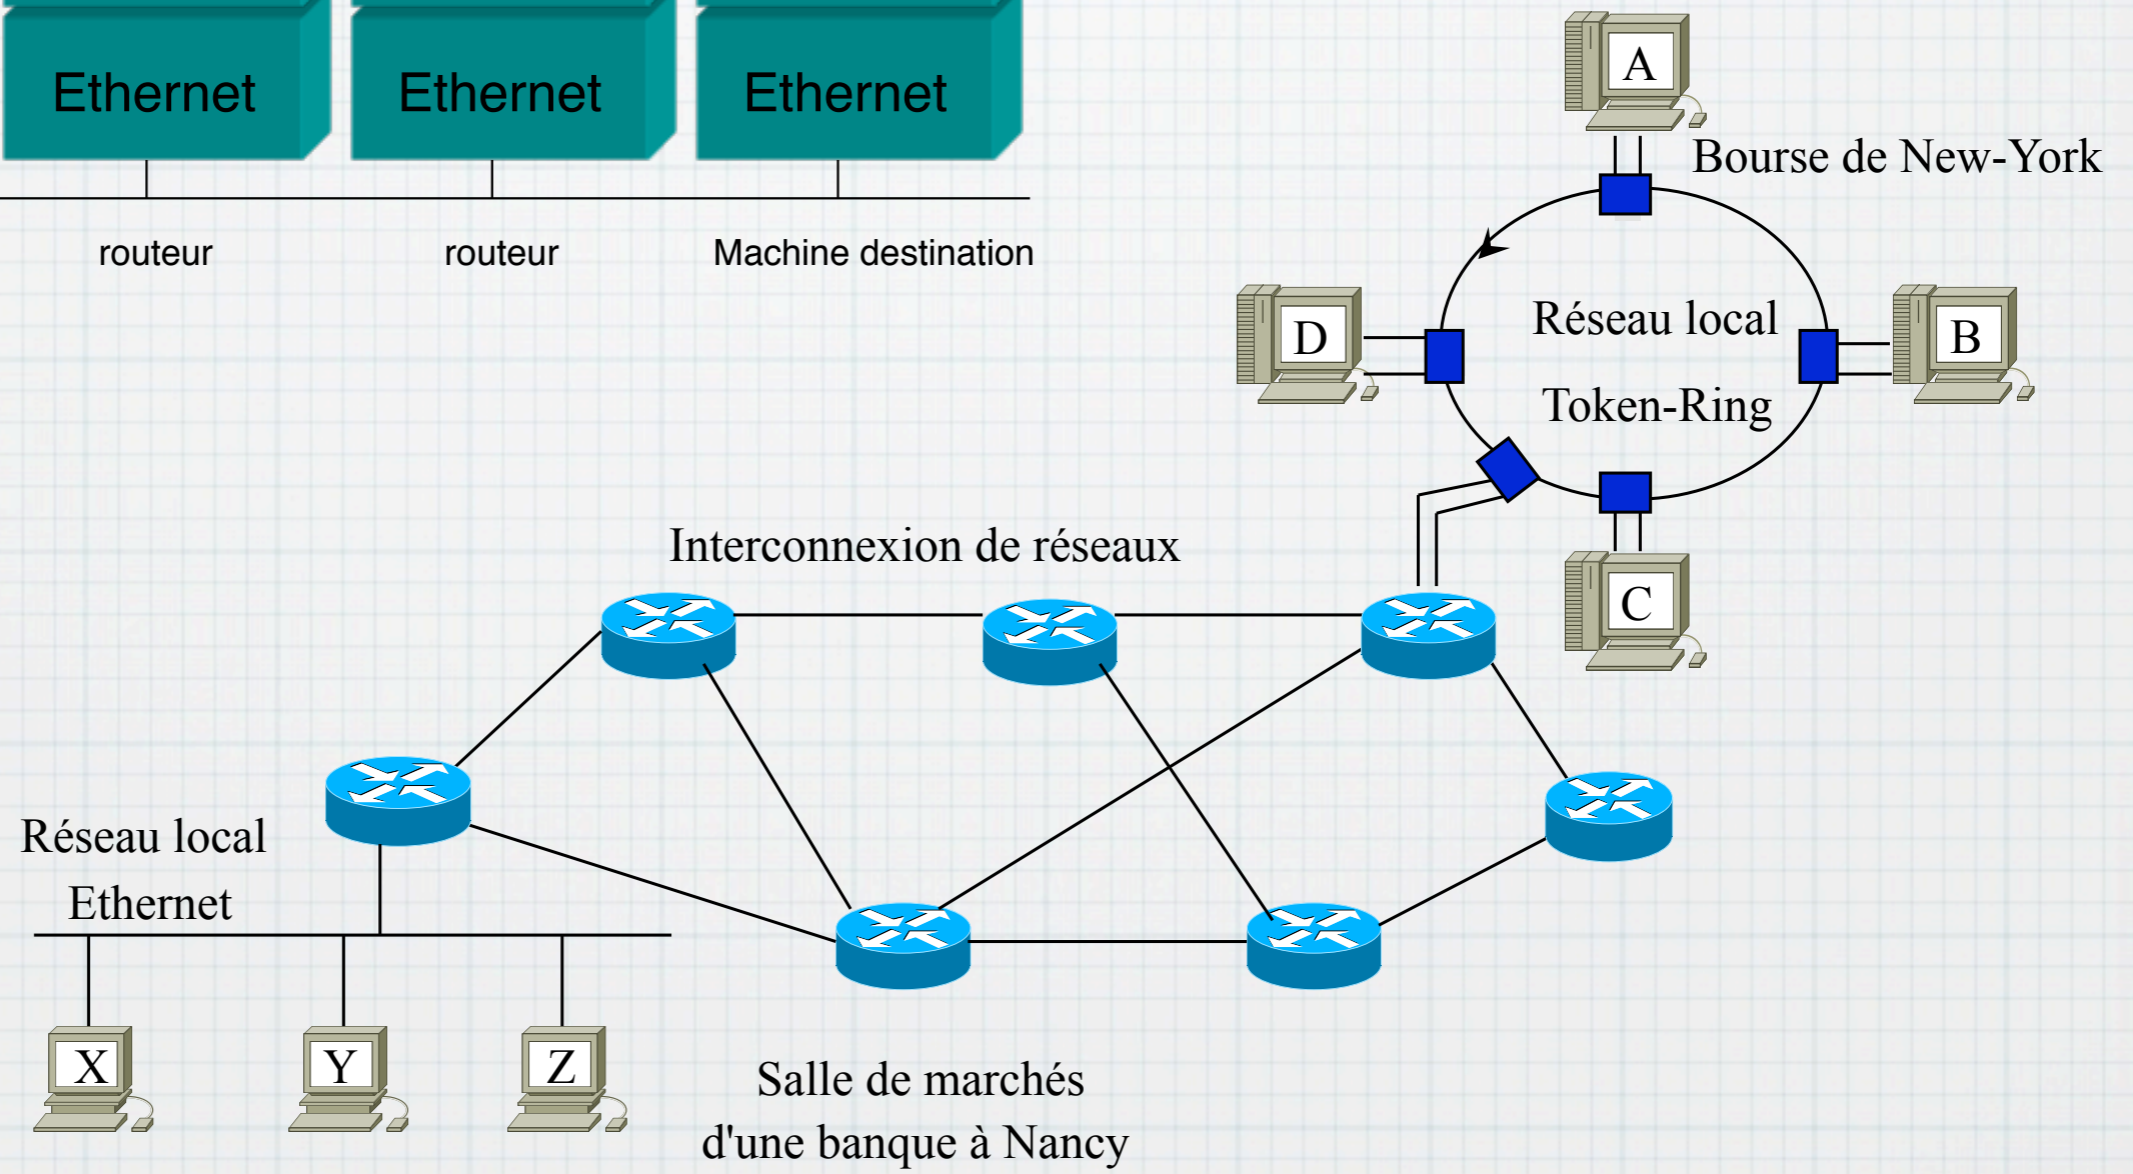 Ethernet
Ethernet
Ethernet
routeur
routeur
Machine destination
A
Bourse de New-York
D
Réseau local
Token-Ring
B
C
Interconnexion de réseaux
Réseau local
Ethernet
X
Y
Z
Salle de marchés
d'une banque à Nancy